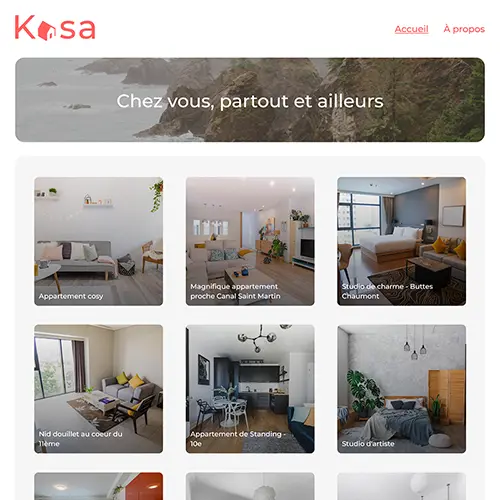 Kasa
Accueil
À propos
Chez vous, partout et ailleurs
Appartement cosy
Magnifique appartement
proche Canal Saint Martin
Studio de charme - Buttes
Chaumont
Nid douillet au coeur du
11ème
Appartement de Standing -
10e
Studio d'artiste